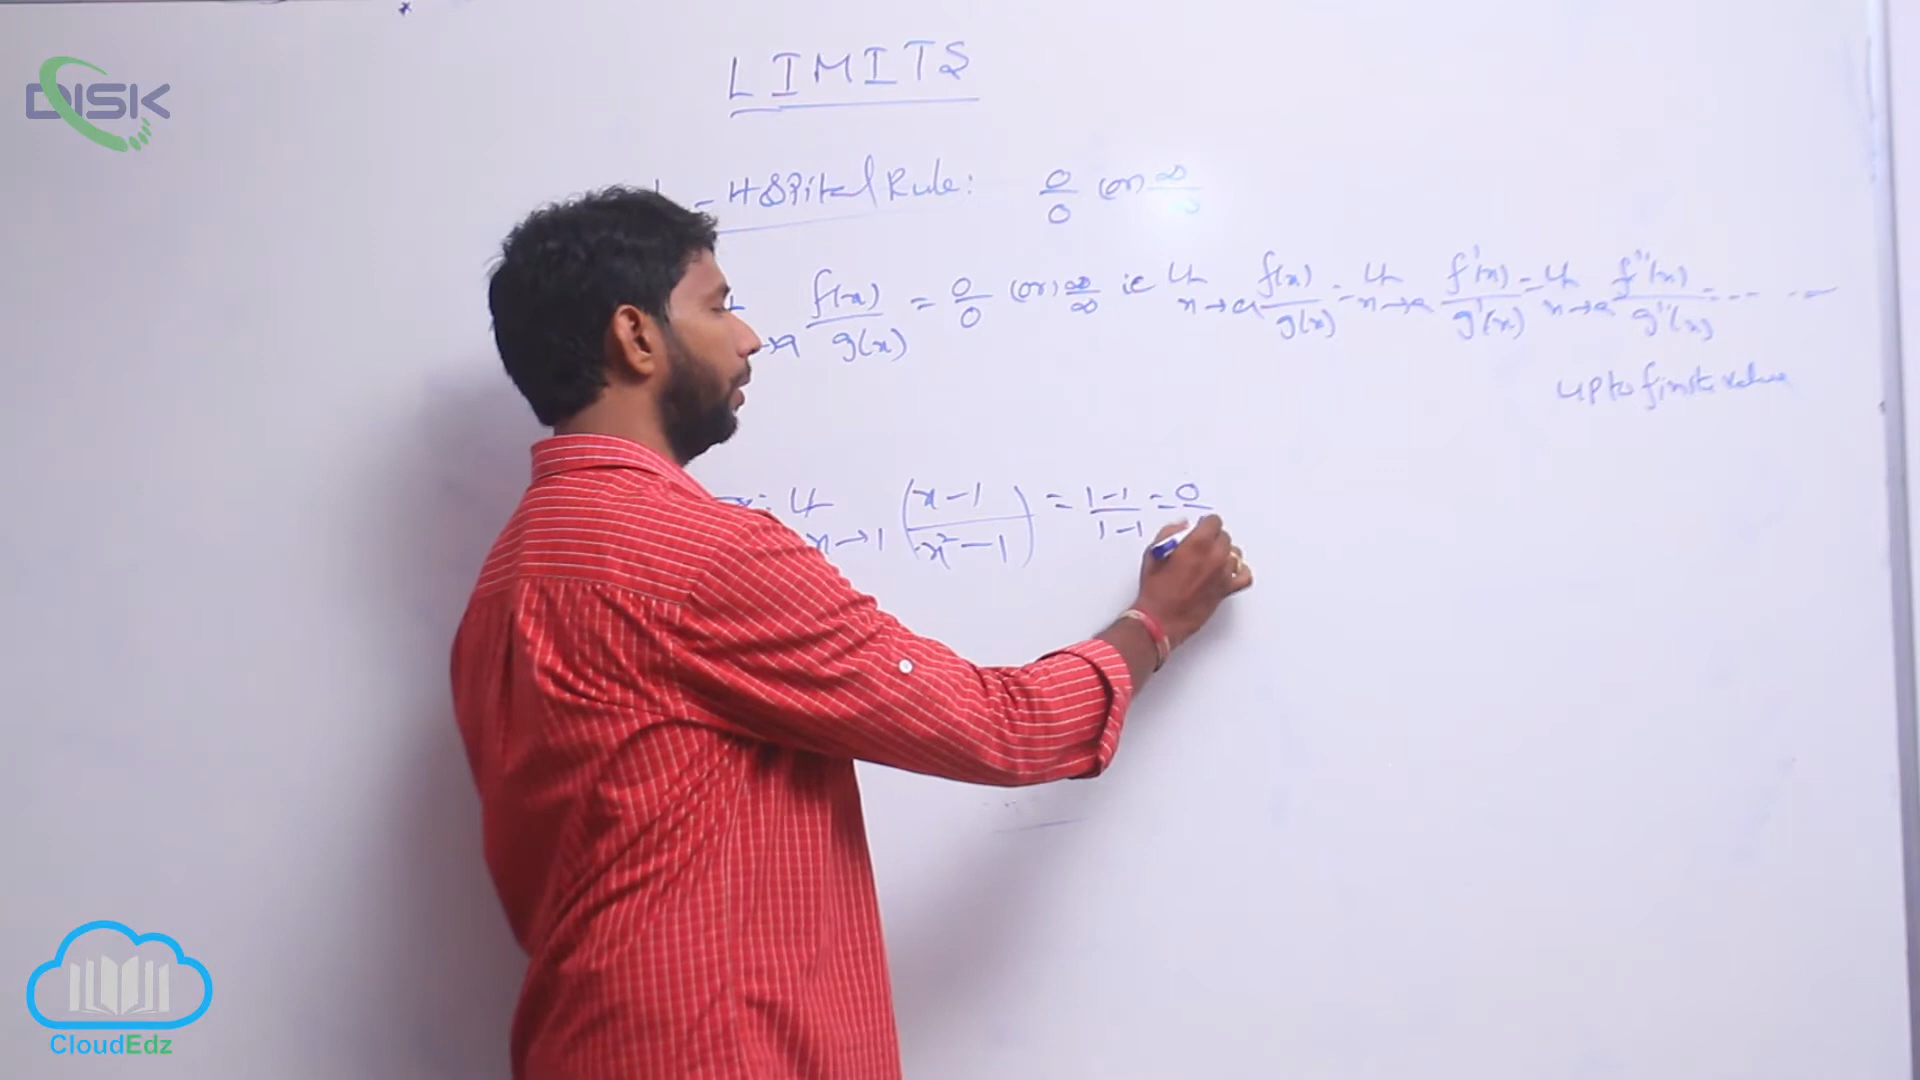 DISK
LIMITS
- HSPital Rule: 0/0 (or) ∞
f(x)/g(x) = 0/0 (or) ∞/∞ ie Lt x→a f(x)/g(x) = Lt x→a f'(x)/g'(x) = Lt x→a f''(x)/g''(x) = --- --
upto finite value
Lt x→1 (x-1/x²-1) = 1-1/1-1 = 0
CloudEdz